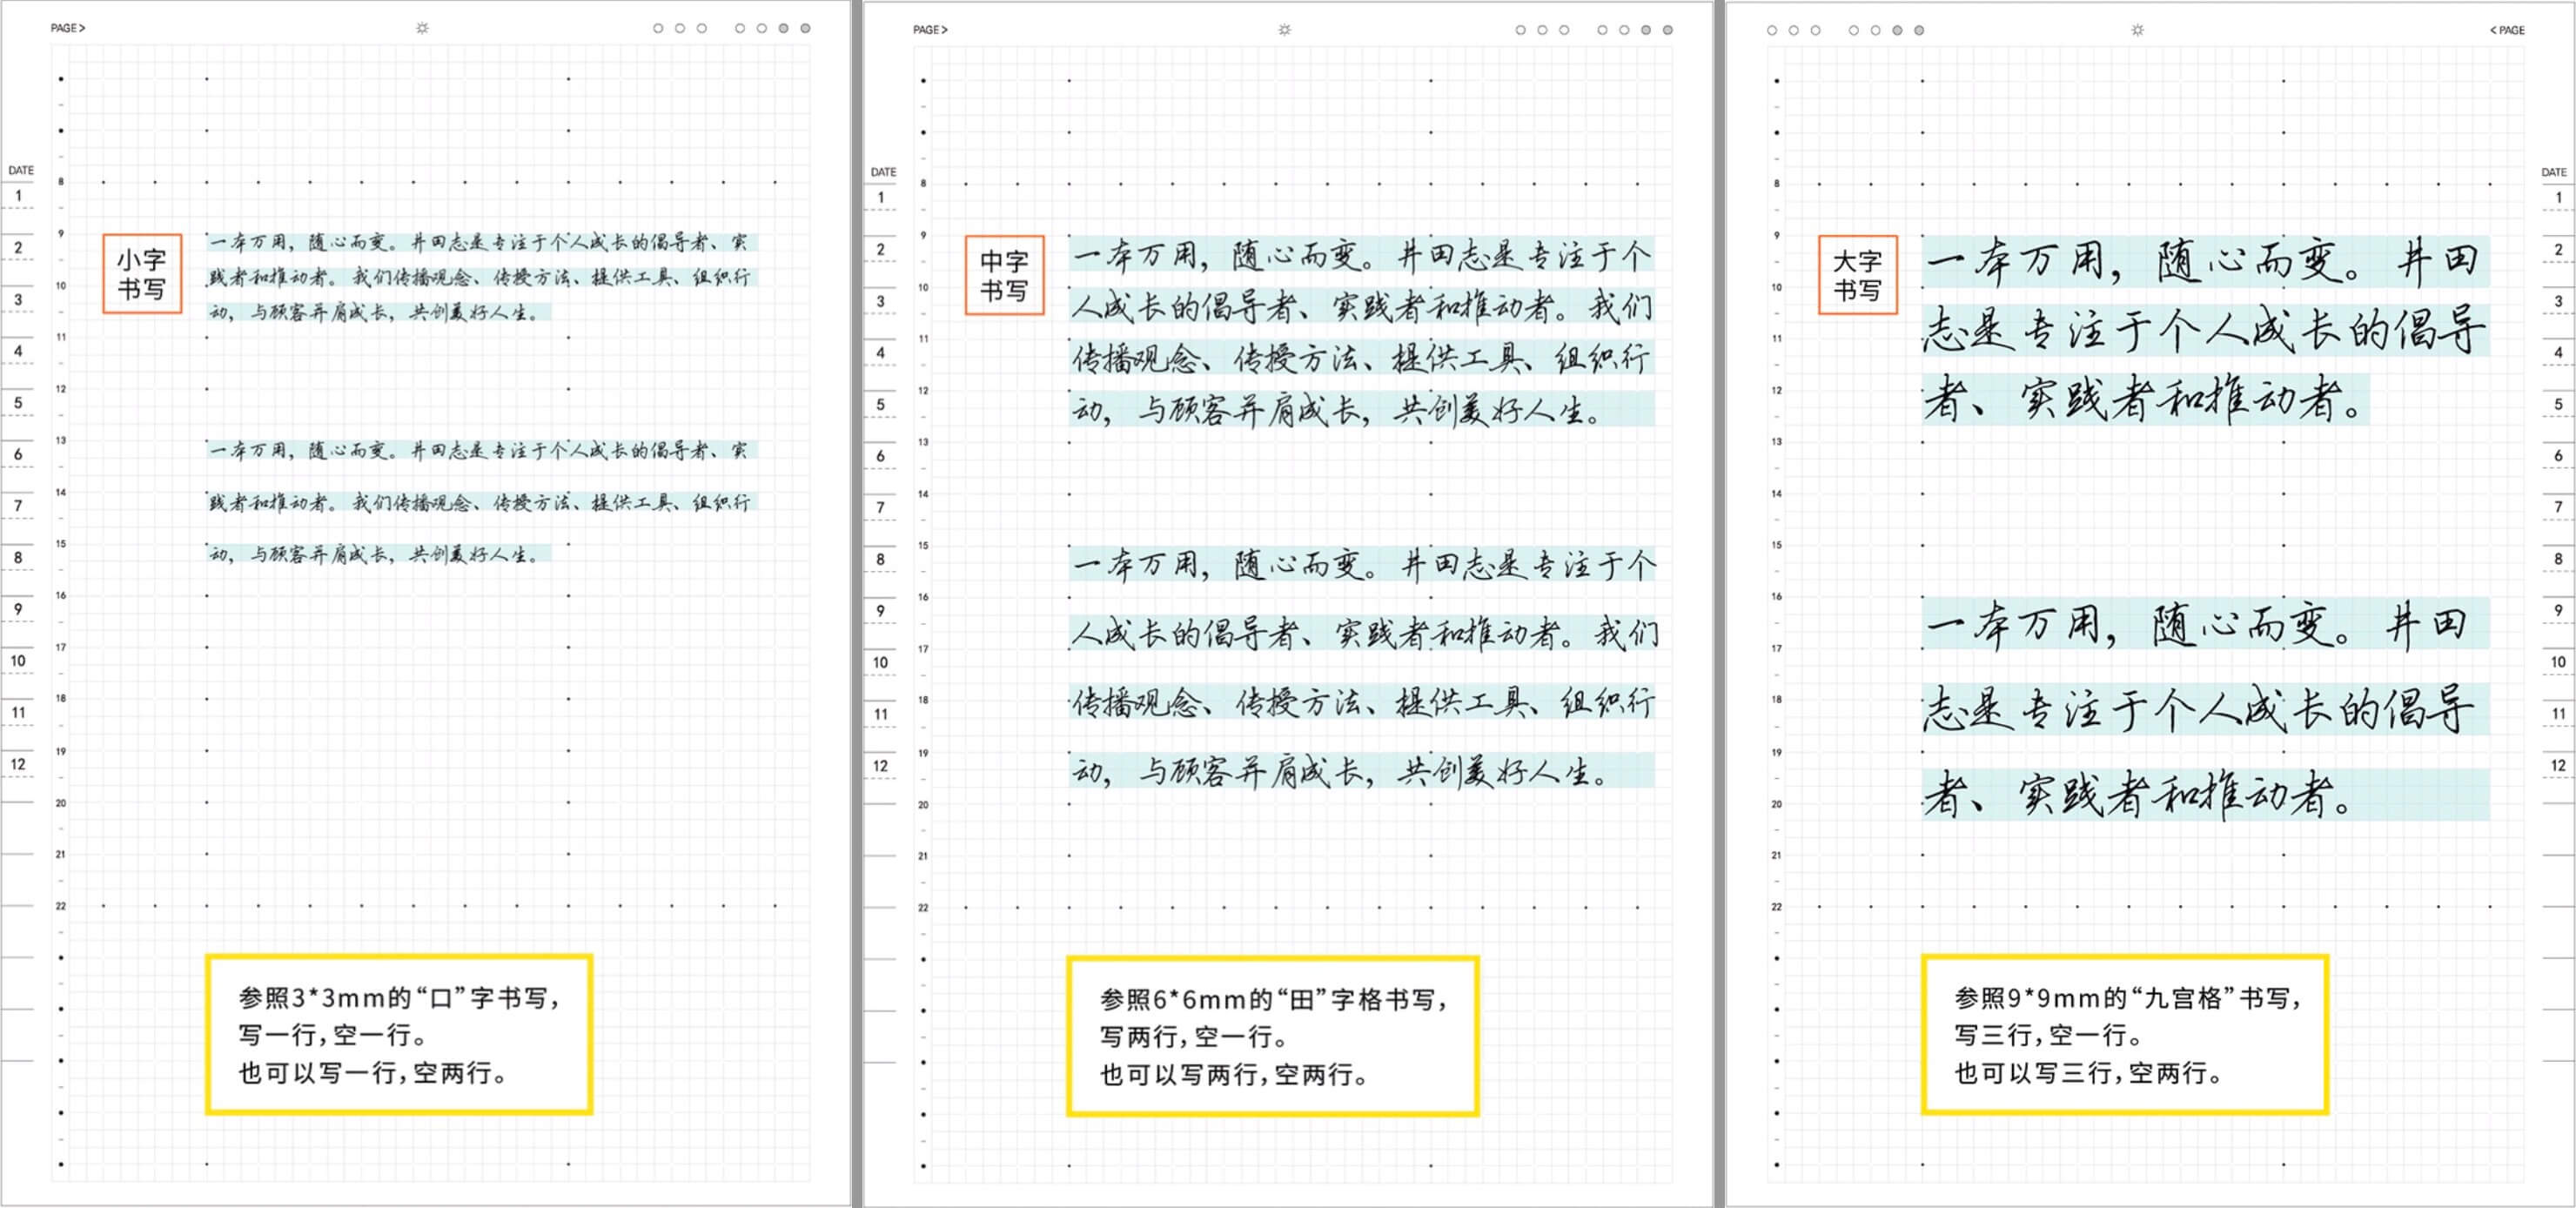 PAGE>
DATE
1
2
3
4
5
6
7
8
9
10
11
12
8
9
10
11
12
13
14
15
16
17
18
19
20
21
22
小字
书写
一本万用，随心而变。井田志是专注于个人成长的倡导者、实
践者和推动者。我们传播观念、传授方法、提供工具、组织行
动，与顾客并肩成长，共创美好人生。
一本万用，随心而变。井田志是专注于个人成长的倡导者、实
践者和推动者。我们传播观念、传授方法、提供工具、组织行
动，与顾客并肩成长，共创美好人生。
参照3*3mm的“口”字书写，
写一行，空一行。
也可以写一行，空两行。
PAGE>
DATE
1
2
3
4
5
6
7
8
9
10
11
12
8
9
10
11
12
13
14
15
16
17
18
19
20
21
22
中字
书写
一本万用，随心而变。井田志是专注于个
人成长的倡导者、实践者和推动者。我们
传播观念、传授方法、提供工具、组织行
动，与顾客并肩成长，共创美好人生。
一本万用，随心而变。井田志是专注于个
人成长的倡导者、实践者和推动者。我们
传播观念、传授方法、提供工具、组织行
动，与顾客并肩成长，共创美好人生。
参照6*6mm的“田”字格书写，
写两行，空一行。
也可以写两行，空两行。
<PAGE
DATE
1
2
3
4
5
6
7
8
9
10
11
12
8
9
10
11
12
13
14
15
16
17
18
19
20
21
22
大字
书写
一本万用，随心而变。井田
志是专注于个人成长的倡导
者、实践者和推动者。
一本万用，随心而变。井田
志是专注于个人成长的倡导
者、实践者和推动者。
参照9*9mm的“九宫格”书写，
写三行，空一行。
也可以写三行，空两行。